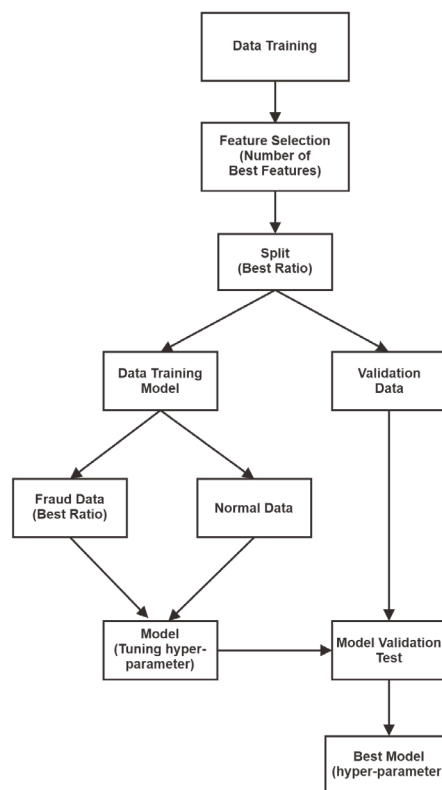 Data Training
Feature Selection
(Number of
Best Features)
Split
(Best Ratio)
Data Training
Model
Validation
Data
Fraud Data
(Best Ratio)
Normal Data
Model
(Tuning hyper-
parameter)
Model Validation
Test
Best Model
(hyper-parameter